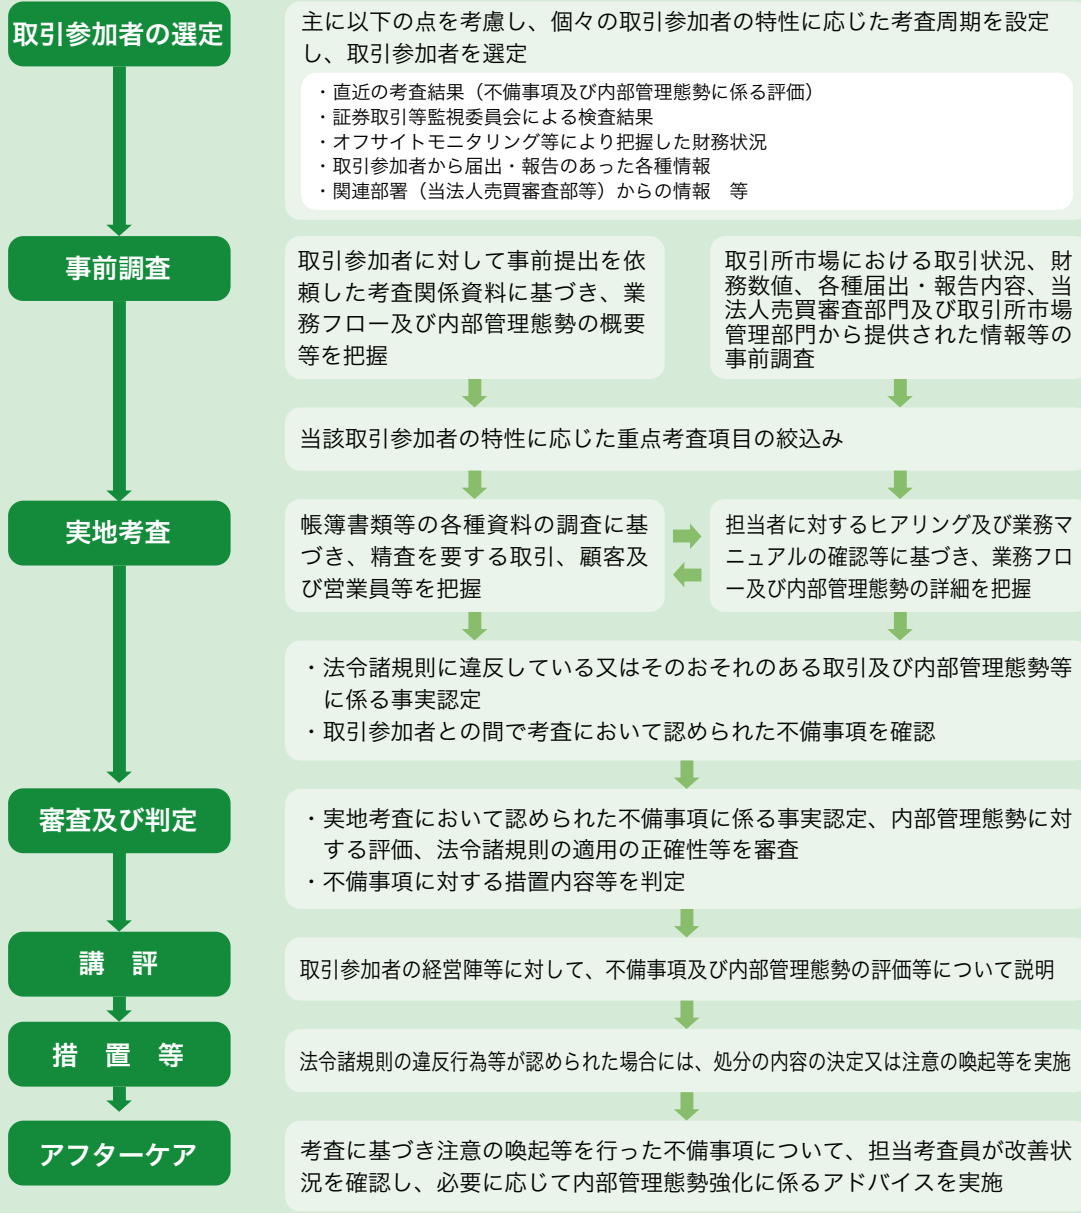 取引参加者の選定
主に以下の点を考慮し、個々の取引参加者の特性に応じた考査周期を設定
し、取引参加者を選定
・直近の考査結果（不備事項及び内部管理態勢に係る評価）
・証券取引等監視委員会による検査結果
・オフサイトモニタリング等により把握した財務状況
・取引参加者から届出・報告のあった各種情報
・関連部署（当法人売買審査部等）からの情報　等
事前調査
取引参加者に対して事前提出を依
頼した考査関係資料に基づき、業
務フロー及び内部管理態勢の概要
等を把握
取引所市場における取引状況、財
務数値、各種届出・報告内容、当
法人売買審査部門及び取引所市場
管理部門から提供された情報等の
事前調査
当該取引参加者の特性に応じた重点考査項目の絞込み
実地考査
帳簿書類等の各種資料の調査に基
づき、精査を要する取引、顧客及
び営業員等を把握
担当者に対するヒアリング及び業務マ
ニュアルの確認等に基づき、業務フロ
ー及び内部管理態勢の詳細を把握
・法令諸規則に違反している又はそのおそれのある取引及び内部管理態勢等
に係る事実認定
・取引参加者との間で考査において認められた不備事項を確認
審査及び判定
・実地考査において認められた不備事項に係る事実認定、内部管理態勢に対
する評価、法令諸規則の適用の正確性等を審査
・不備事項に対する措置内容等を判定
講　評
取引参加者の経営陣等に対して、不備事項及び内部管理態勢の評価等について説明
措　置　等
法令諸規則の違反行為等が認められた場合には、処分の内容の決定又は注意の喚起等を実施
アフターケア
考査に基づき注意の喚起等を行った不備事項について、担当考査員が改善状
況を確認し、必要に応じて内部管理態勢強化に係るアドバイスを実施